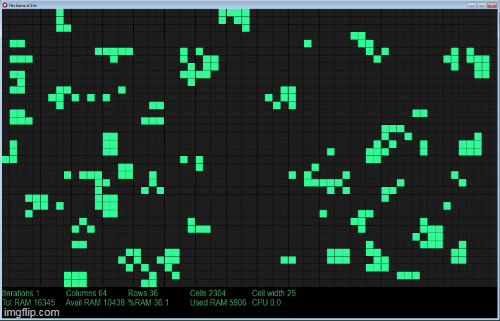 The Game of Life
Iterations 1 Columns 64 Rows 36 Cells 2304 Cell width 25
Tot RAM 16345 Avail RAM 10438 %RAM 36.1 Used RAM 5906 CPU 0.0
imgflip.com